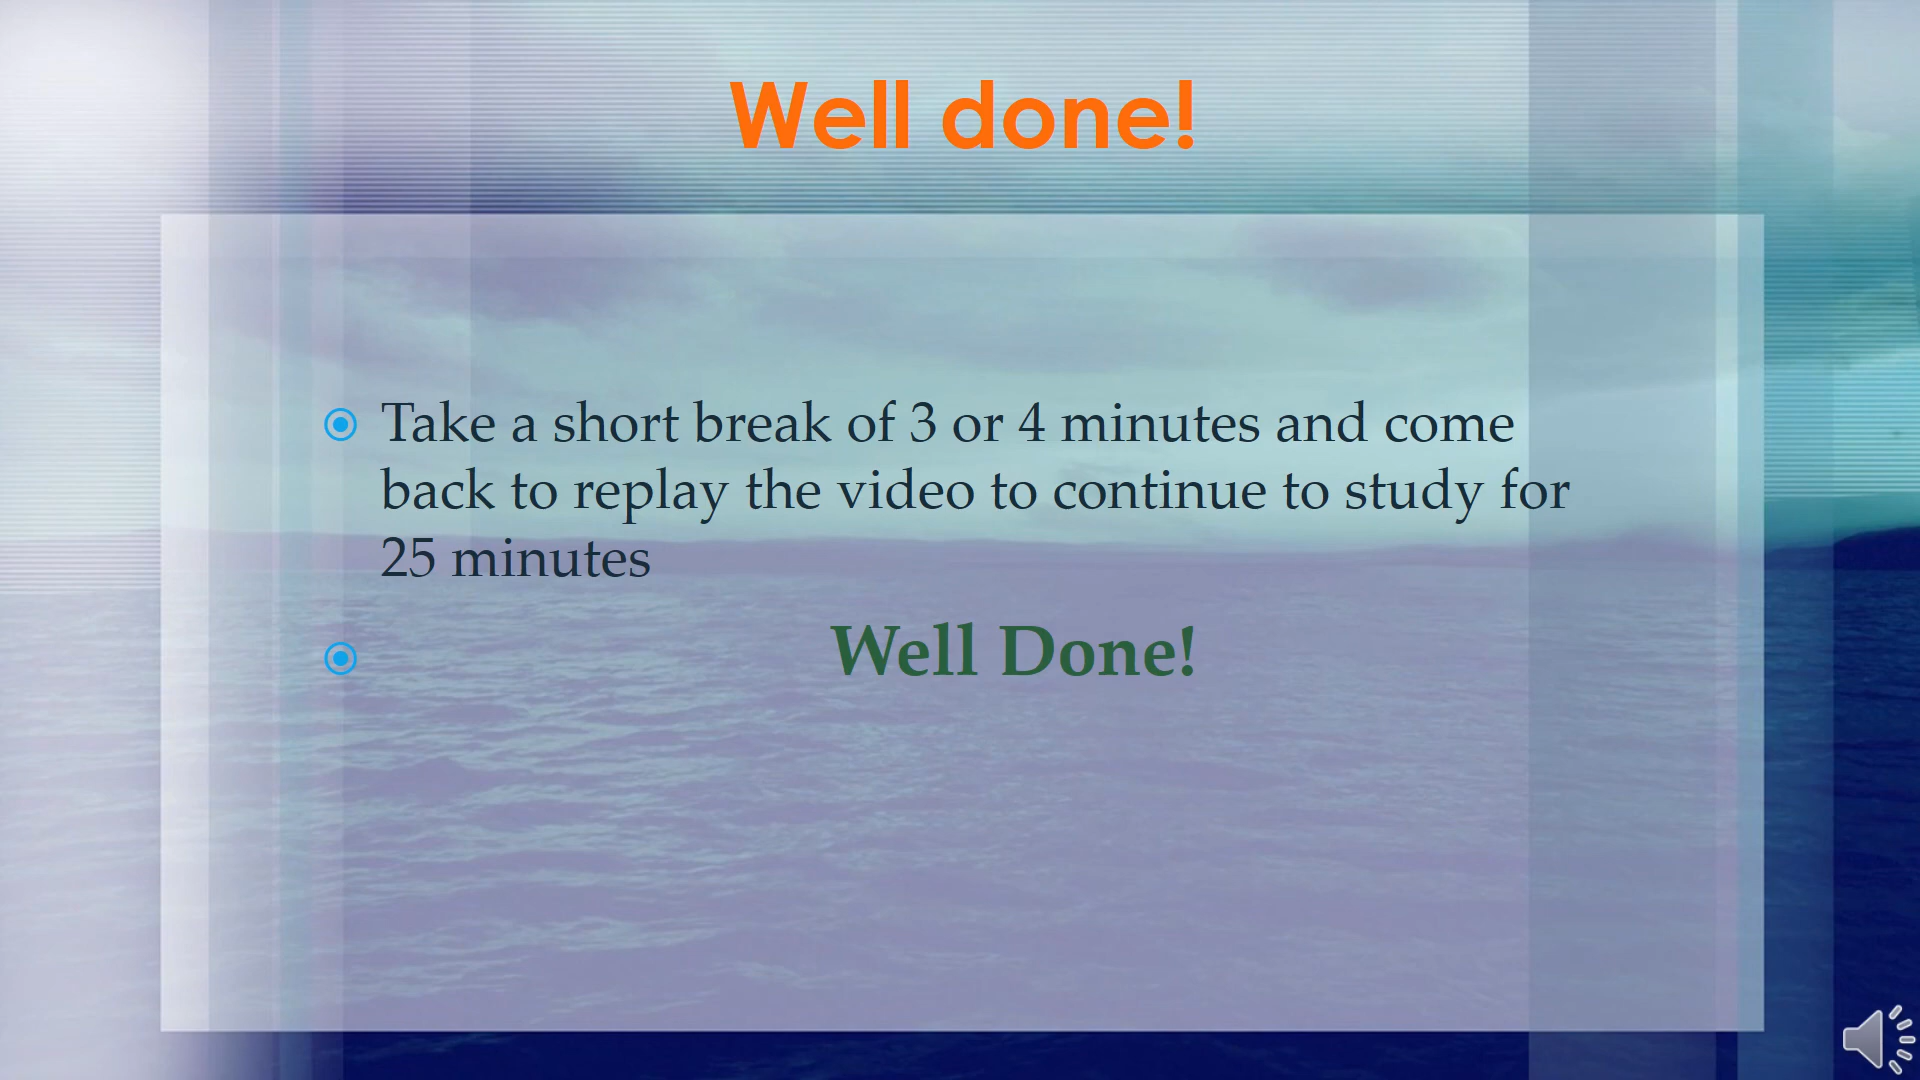 Well done!
Take a short break of 3 or 4 minutes and come
back to replay the video to continue to study for
25 minutes
Well Done!